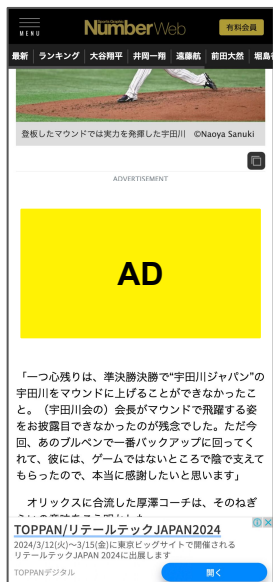 MENU
Sports Graphic
NumberWeb
有料会員
最新 ランキング 大谷翔平 井岡一翔 遠藤航 前田大然 堀島
登板したマウンドでは実力を発揮した宇田川 ©Naoya Sanuki
ADVERTISEMENT
AD
「一つ心残りは、準決勝決勝で“宇田川ジャパン”の
宇田川をマウンドに上げることができなかったこ
と。（宇田川会の）会長がマウンドで飛躍する姿
をお披露目できなかったのが残念でした。ただ今
回、あのブルペンで一番バックアップに回ってく
れて、彼には、ゲームではないところで陰で支えて
もらったので、本当に感謝したいと思います」
オリックスに合流した厚澤コーチは、そのねぎ
TOPPAN/リテールテックJAPAN2024
2024/3/12(火)〜3/15(金)に東京ビッグサイトで開催される
リテールテックJAPAN 2024に出展します
TOPPANデジタル
開く